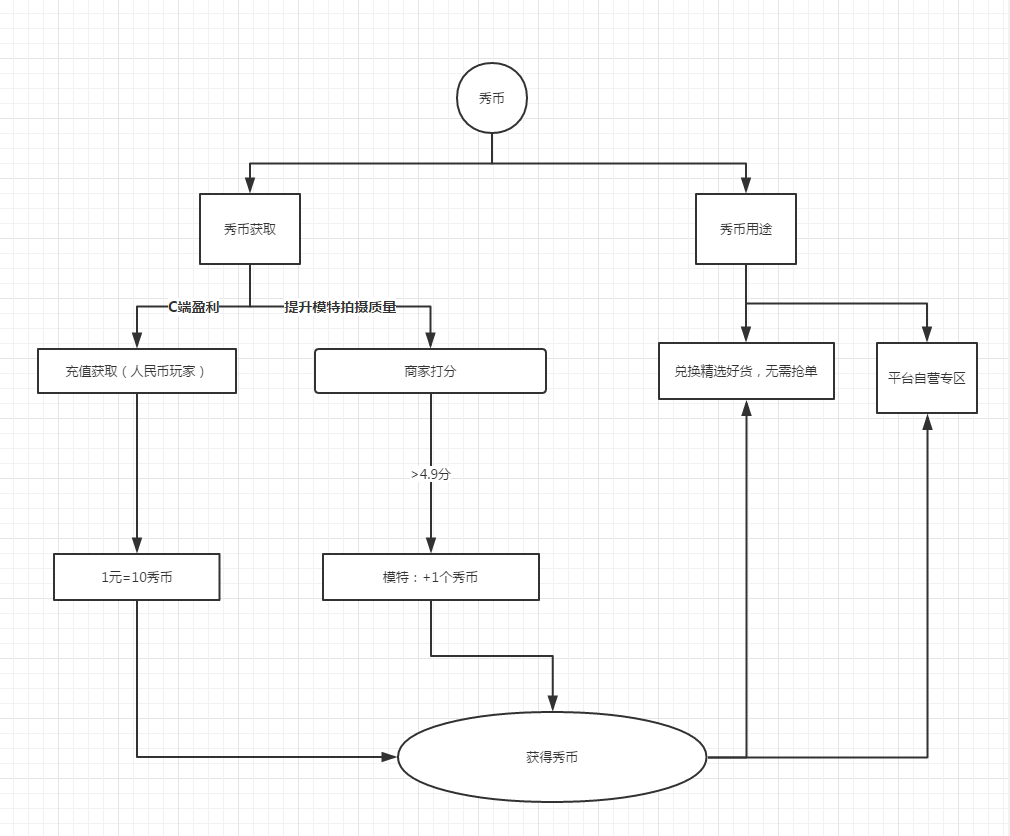 秀币
秀币获取
秀币用途
C端盈利
提升模特拍摄质量
充值获取（人民币玩家）
商家打分
兑换精选好货，无需抢单
平台自营专区
>4.9分
1元=10秀币
模特：+1个秀币
获得秀币